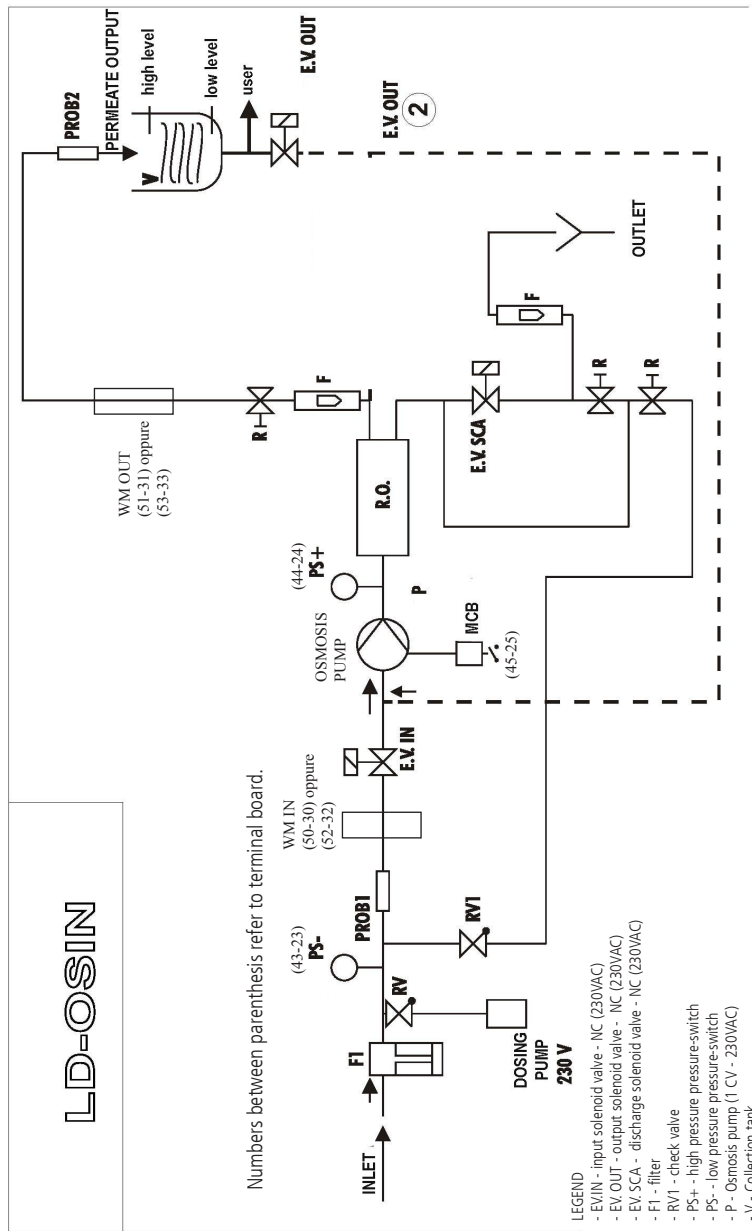 LD-OSIN
Numbers between parenthesis refer to terminal board.
INLET
F1
RV
DOSING
PUMP
230 V
(43-23)
PS-
PROB1
RV1
WM IN
(50-30) oppure
(52-32)
E.V. IN
OSMOSIS
PUMP
MCB
(45-25)
(44-24)
PS+
P
R.O.
WM OUT
(51-31) oppure
(53-33)
R
F
E.V. SCA
R
R
F
OUTLET
PROB2
PERMEATE OUTPUT
V
high level
low level
user
E.V. OUT
E.V. OUT
2
LEGEND
- EV.IN - input solenoid valve - NC (230VAC)
- EV. OUT - output solenoid valve - NC (230VAC)
- EV. SCA - discharge solenoid valve - NC (230VAC)
- F1 - filter
- RV1 - check valve
- PS+ - high pressure pressure-switch
- PS- - low pressure pressure-switch
- P - Osmosis pump (1 CV - 230VAC)
- V - Collection tank